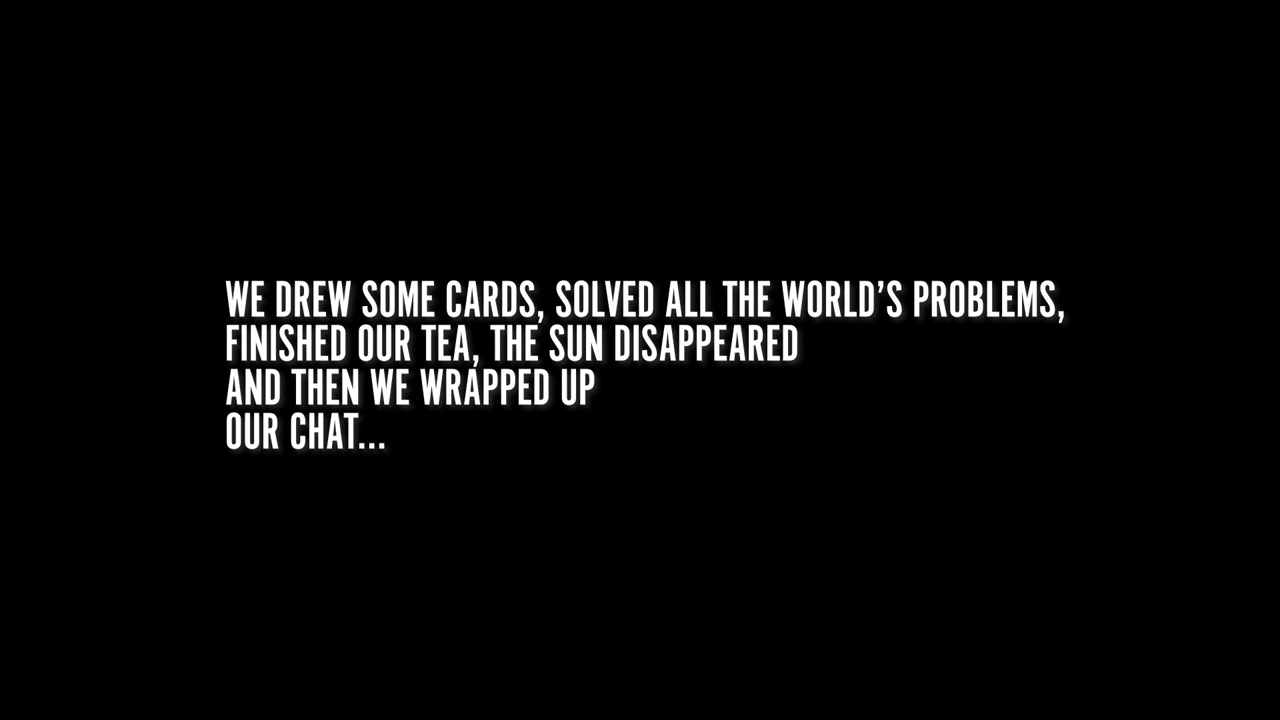 WE DREW SOME CARDS, SOLVED ALL THE WORLD’S PROBLEMS,
FINISHED OUR TEA, THE SUN DISAPPEARED
AND THEN WE WRAPPED UP
OUR CHAT...